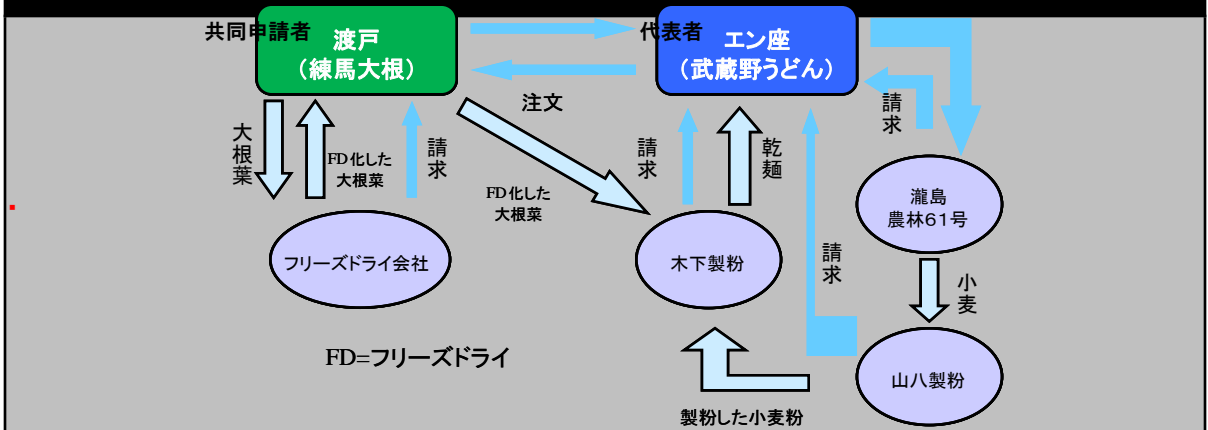 共同申請者
渡戸
（練馬大根）
代表者
エン座
（武蔵野うどん）
注文
大根葉
FD化した
大根菜
請求
FD化した
大根菜
請求
乾麺
請求
瀧島
農林61号
フリーズドライ会社
木下製粉
請求
小麦
FD=フリーズドライ
山八製粉
製粉した小麦粉